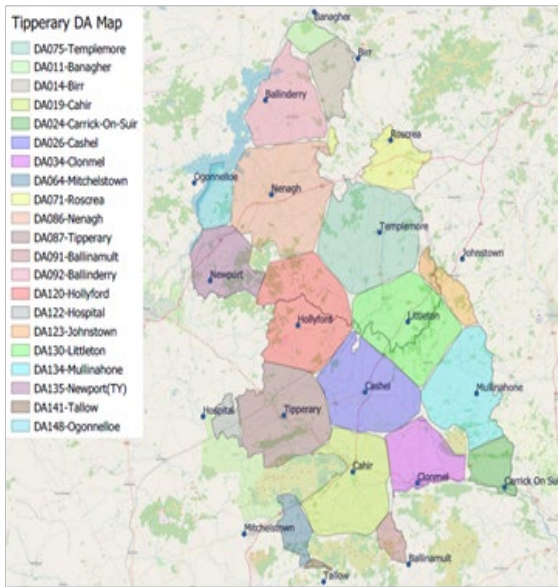 Tipperary DA Map
DA075-Templemore
DA011-Banagher
DA014-Birr
DA019-Cahir
DA024-Carrick-On-Suir
DA026-Cashel
DA034-Clonmel
DA064-Mitchelstown
DA071-Roscrea
DA086-Nenagh
DA087-Tipperary
DA091-Ballinamult
DA092-Ballinderry
DA120-Hollyford
DA122-Hospital
DA123-Johnstown
DA130-Littleton
DA134-Mullinahone
DA135-Newport(TY)
DA141-Tallow
DA148-Ogonnelloe
Banagher
Birr
Ballinderry
Roscrea
Ogonnelloe
Nenagh
Templemore
Johnstown
Newport
Hollyford
Littleton
Cashel
Mullinahone
Hospital
Tipperary
Cahir
Clonmel
Carrick On Sui
Mitchelstown
Ballinamult
Tallow